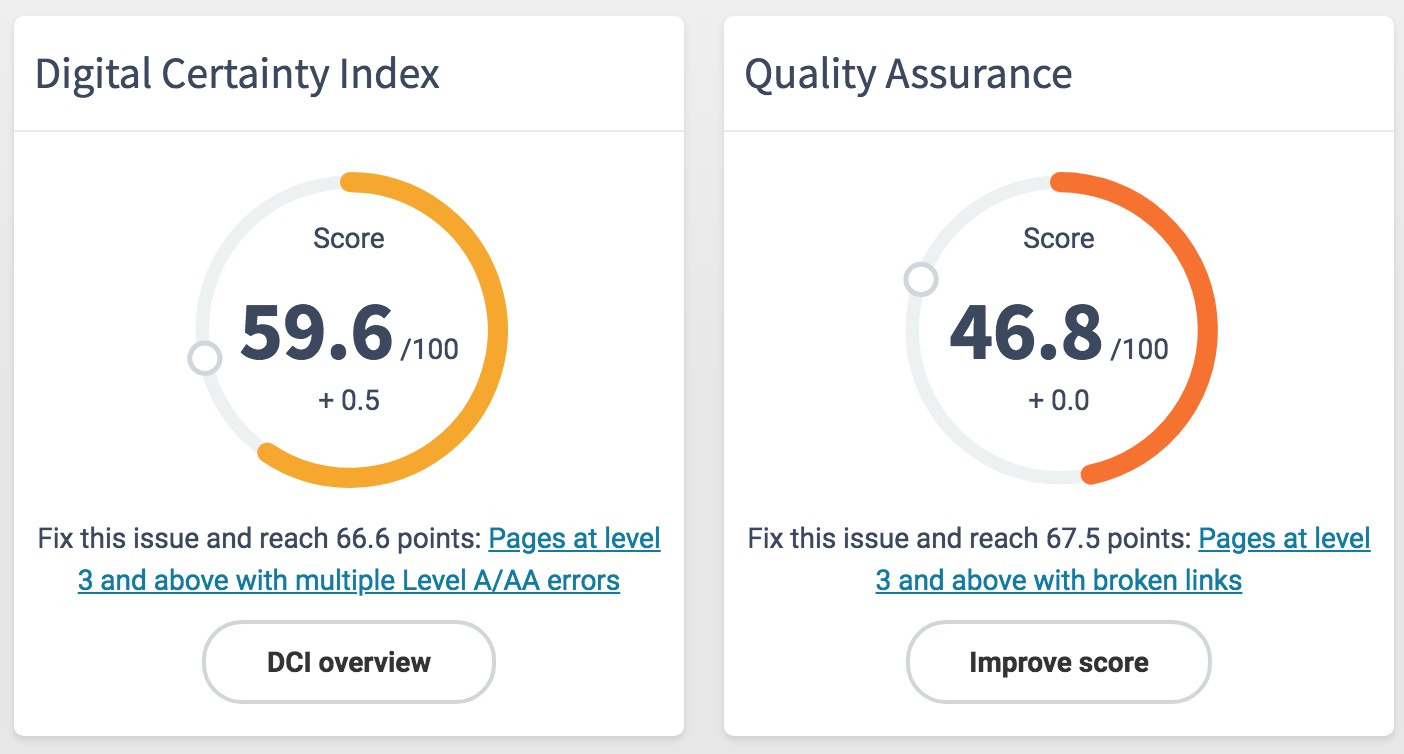 Digital Certainty Index
Score
59.6 /100
+ 0.5
Fix this issue and reach 66.6 points: Pages at level
3 and above with multiple Level A/AA errors
DCI overview
Quality Assurance
Score
46.8 /100
+ 0.0
Fix this issue and reach 67.5 points: Pages at level
3 and above with broken links
Improve score